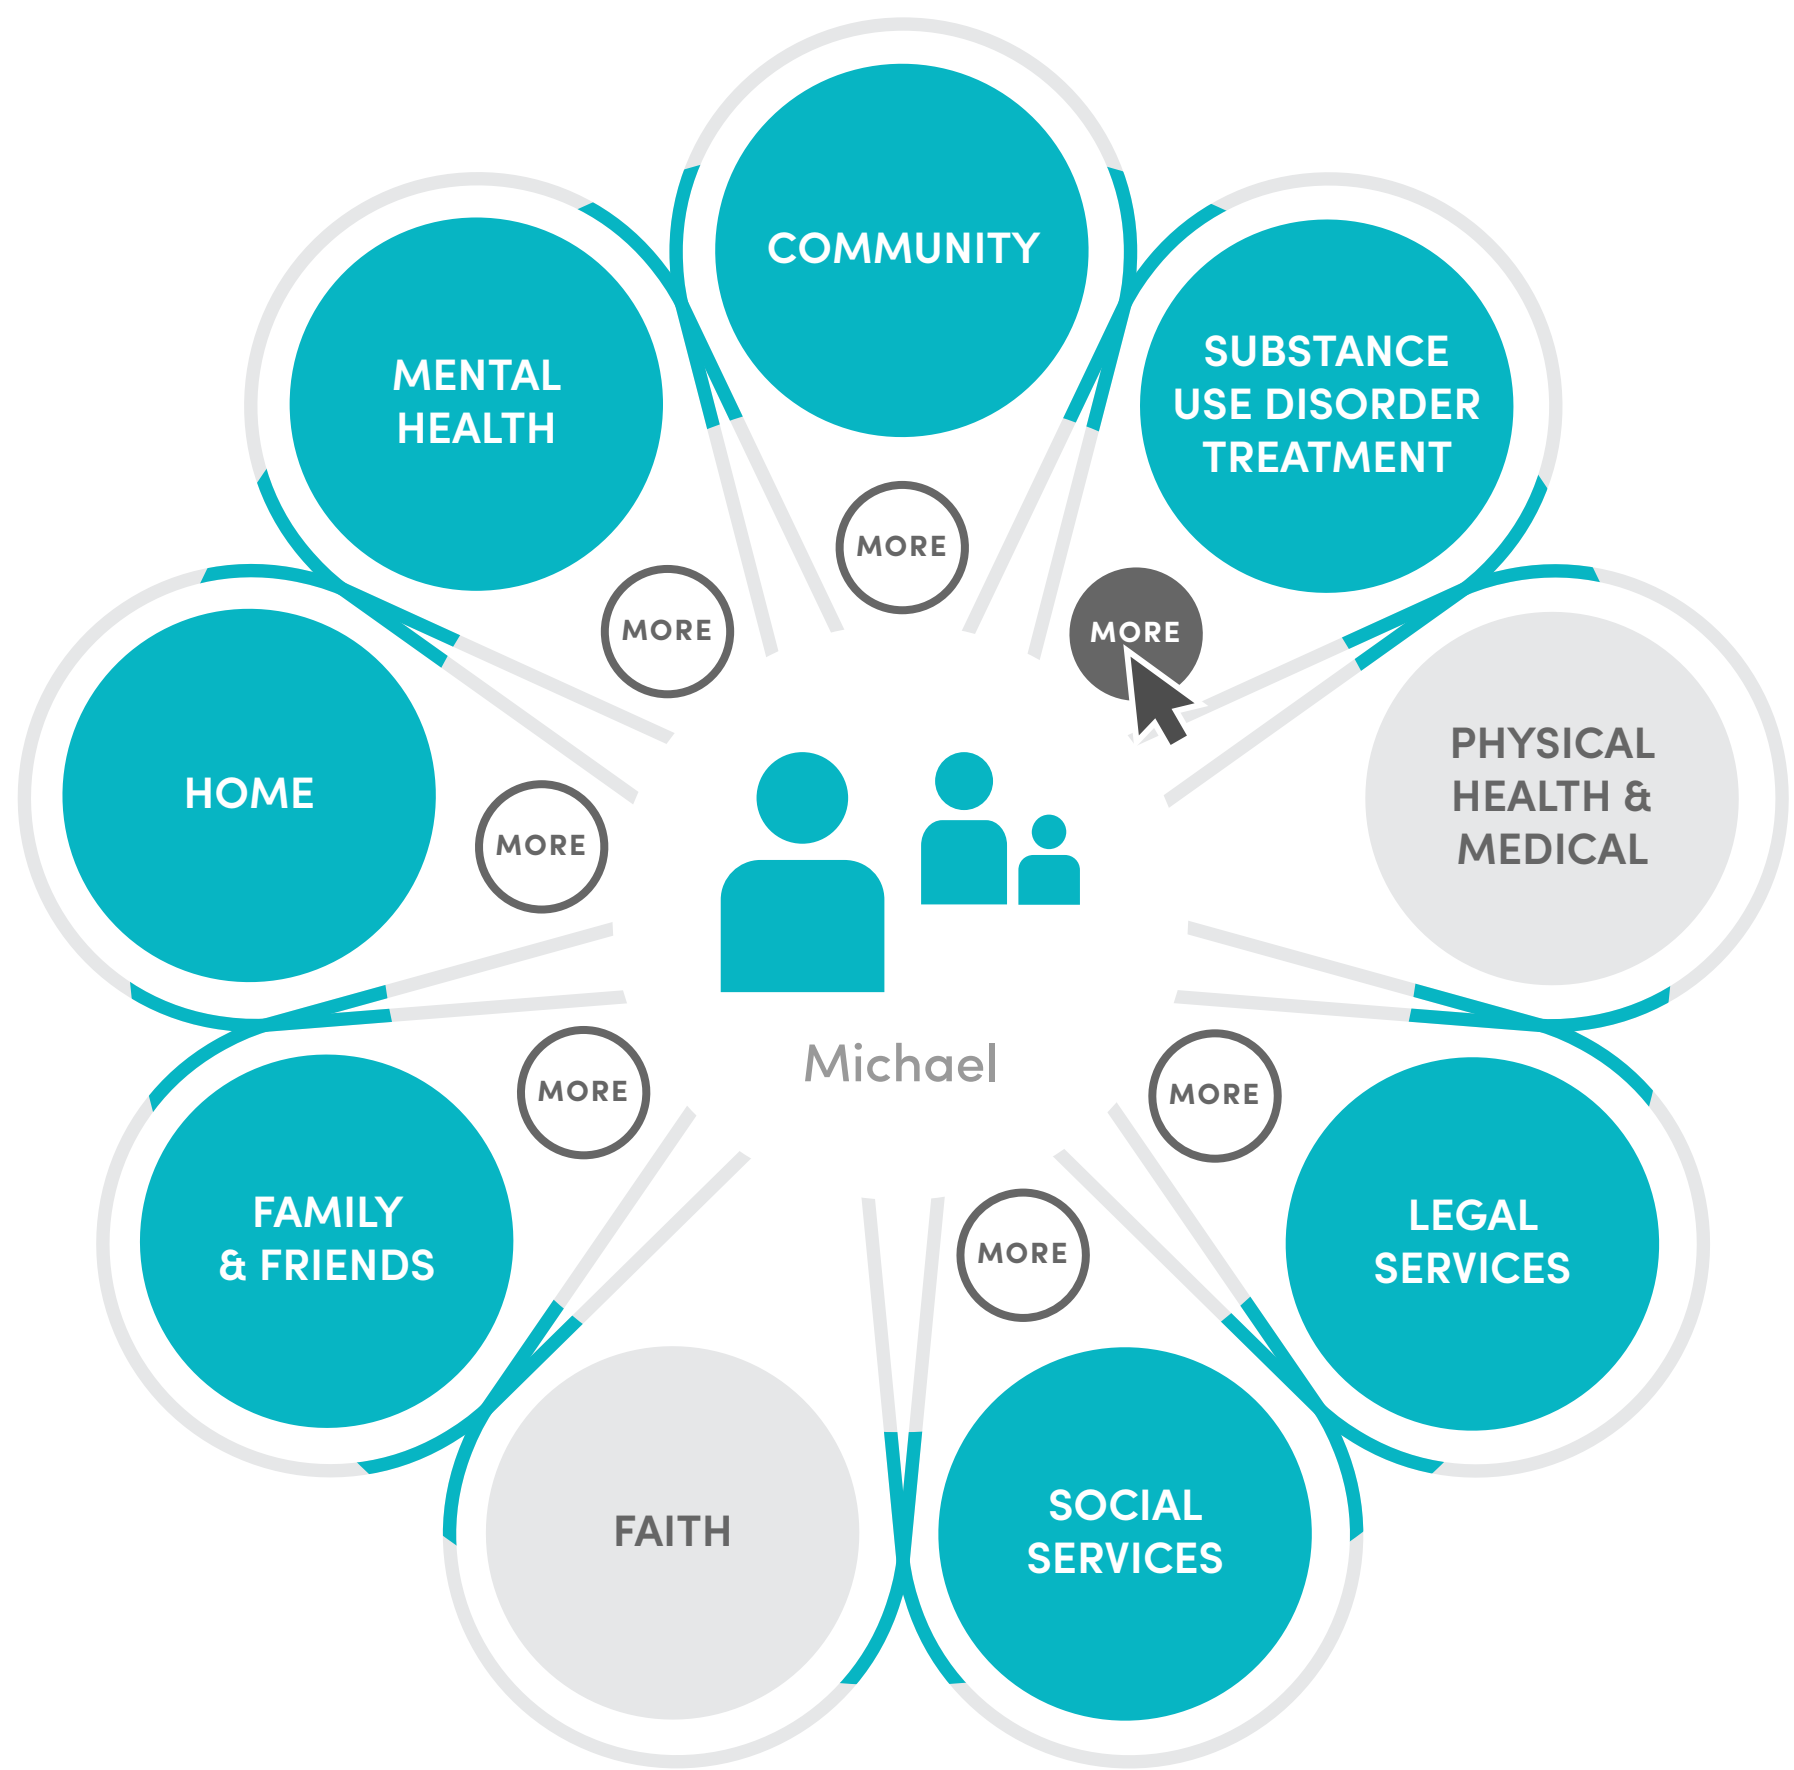 COMMUNITY
SUBSTANCE
USE DISORDER
TREATMENT
MENTAL
HEALTH
MORE
MORE
MORE
PHYSICAL
HEALTH &
MEDICAL
HOME
MORE
Michael
MORE
MORE
FAMILY
& FRIENDS
LEGAL
SERVICES
MORE
SOCIAL
SERVICES
FAITH